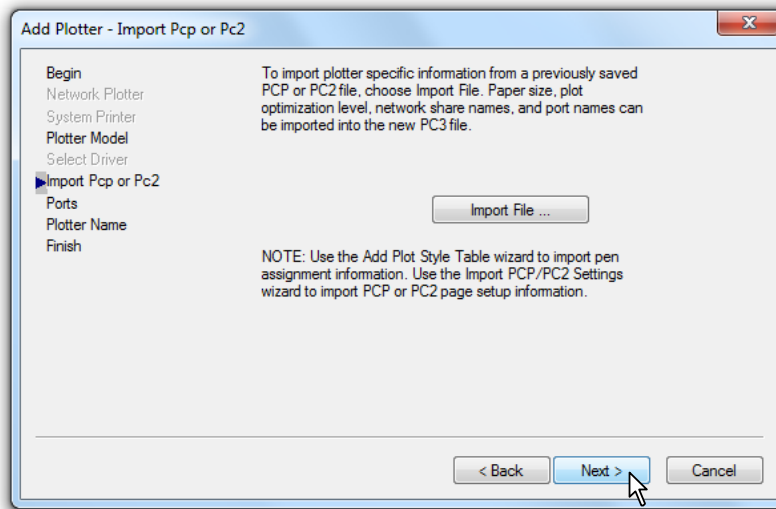 Add Plotter - Import Pcp or Pc2
Begin
Network Plotter
System Printer
Plotter Model
Select Driver
Import Pcp or Pc2
Ports
Plotter Name
Finish
To import plotter specific information from a previously saved
PCP or PC2 file, choose Import File. Paper size, plot
optimization level, network share names, and port names can
be imported into the new PC3 file.
Import File ...
NOTE: Use the Add Plot Style Table wizard to import pen
assignment information. Use the Import PCP/PC2 Settings
wizard to import PCP or PC2 page setup information.
< Back
Next >
Cancel